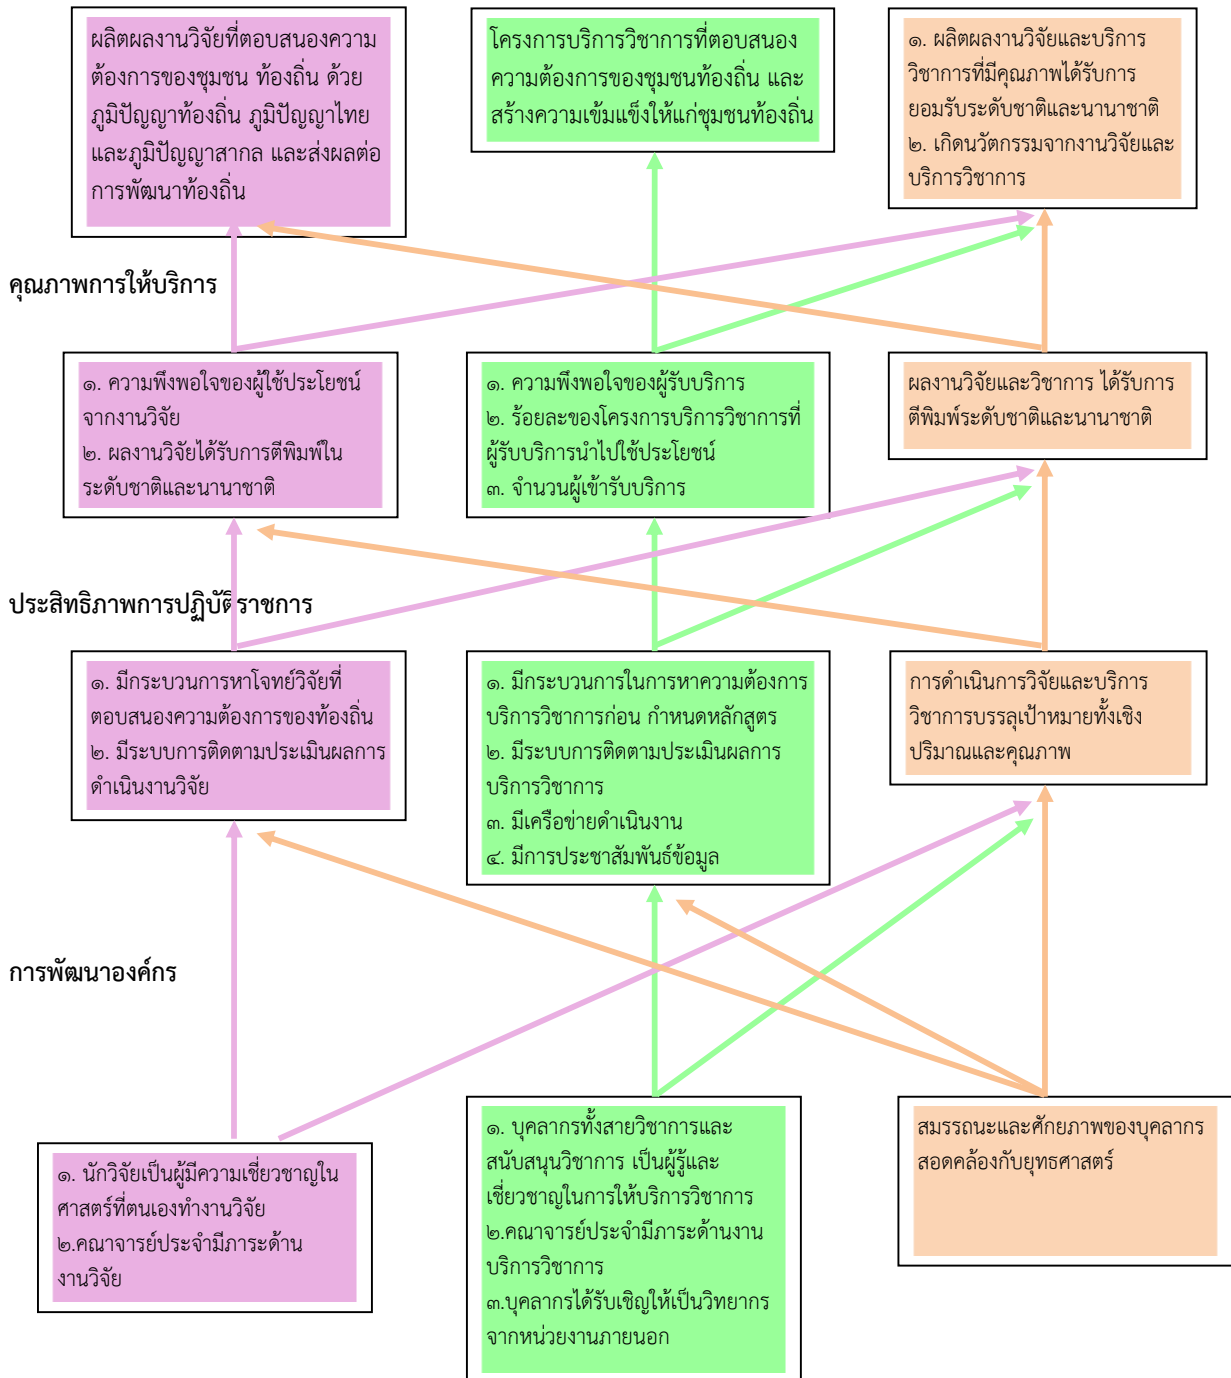 ผลิตผลงานวิจัยที่ตอบสนองความ
ต้องการของชุมชน ท้องถิ่น ด้วย
ภูมิปัญญาท้องถิ่น ภูมิปัญญาไทย
และภูมิปัญญาสากล และส่งผลต่อ
การพัฒนาท้องถิ่น
โครงการบริการวิชาการที่ตอบสนอง
ความต้องการของชุมชนท้องถิ่น และ
สร้างความเข้มแข็งให้แก่ชุมชนท้องถิ่น
๑. ผลิตผลงานวิจัยและบริการ
วิชาการที่มีคุณภาพได้รับการ
ยอมรับระดับชาติและนานาชาติ
๒. เกิดนวัตกรรมจากงานวิจัยและ
บริการวิชาการ
คุณภาพการให้บริการ
๑. ความพึงพอใจของผู้ใช้ประโยชน์
จากงานวิจัย
๒. ผลงานวิจัยได้รับการตีพิมพ์ใน
ระดับชาติและนานาชาติ
๑. ความพึงพอใจของผู้รับบริการ
๒. ร้อยละของโครงการบริการวิชาการที่
ผู้รับบริการนำไปใช้ประโยชน์
๓. จำนวนผู้เข้ารับบริการ
ผลงานวิจัยและวิชาการ ได้รับการ
ตีพิมพ์ระดับชาติและนานาชาติ
ประสิทธิภาพการปฏิบัติราชการ
๑. มีกระบวนการหาโจทย์วิจัยที่
ตอบสนองความต้องการของท้องถิ่น
๒. มีระบบการติดตามประเมินผลการ
ดำเนินงานวิจัย
๑. มีกระบวนการในการหาความต้องการ
บริการวิชาการก่อน กำหนดหลักสูตร
๒. มีระบบการติดตามประเมินผลการ
บริการวิชาการ
๓. มีเครือข่ายดำเนินงาน
๔. มีการประชาสัมพันธ์ข้อมูล
การดำเนินการวิจัยและบริการ
วิชาการบรรลุเป้าหมายทั้งเชิง
ปริมาณและคุณภาพ
การพัฒนาองค์กร
๑. นักวิจัยเป็นผู้มีความเชี่ยวชาญใน
ศาสตร์ที่ตนเองทำงานวิจัย
๒.คณาจารย์ประจำมีภาระด้าน
งานวิจัย
๑. บุคลากรทั้งสายวิชาการและ
สนับสนุนวิชาการ เป็นผู้รู้และ
เชี่ยวชาญในการให้บริการวิชาการ
๒.คณาจารย์ประจำมีภาระด้านงาน
บริการวิชาการ
๓.บุคลากรได้รับเชิญให้เป็นวิทยากร
จากหน่วยงานภายนอก
สมรรถนะและศักยภาพของบุคลากร
สอดคล้องกับยุทธศาสตร์